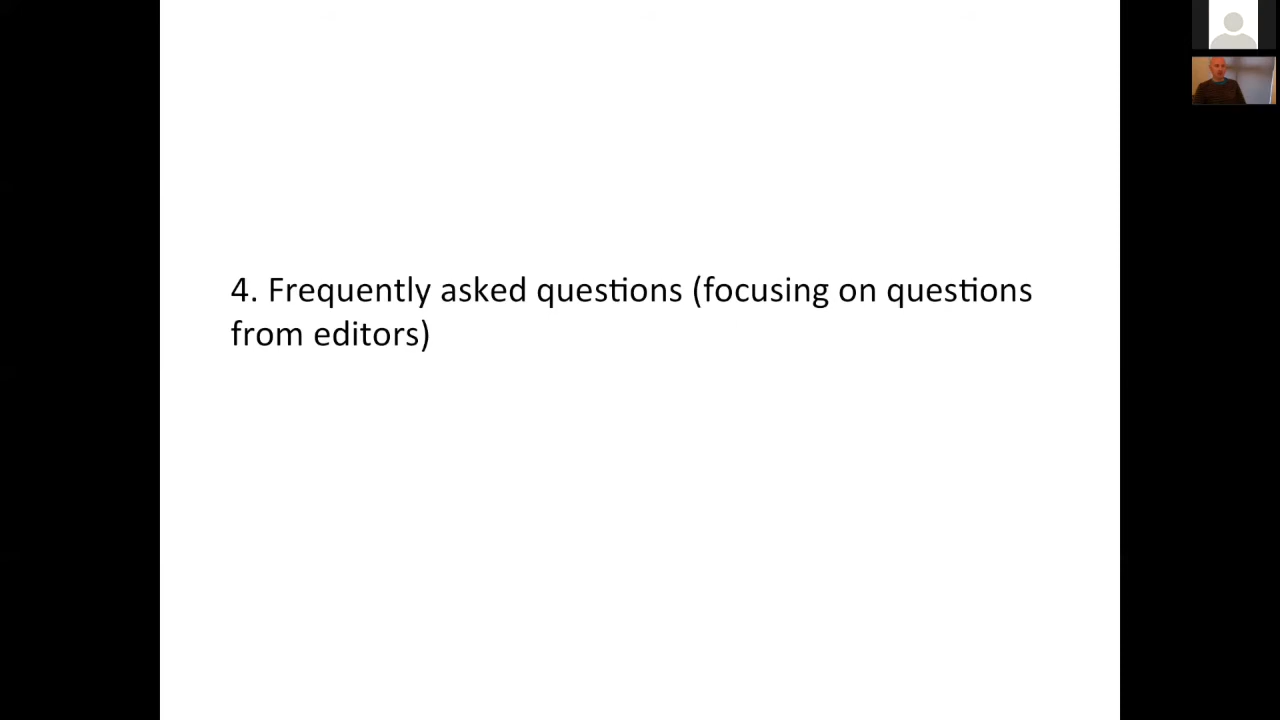 4. Frequently asked questions (focusing on questions
from editors)